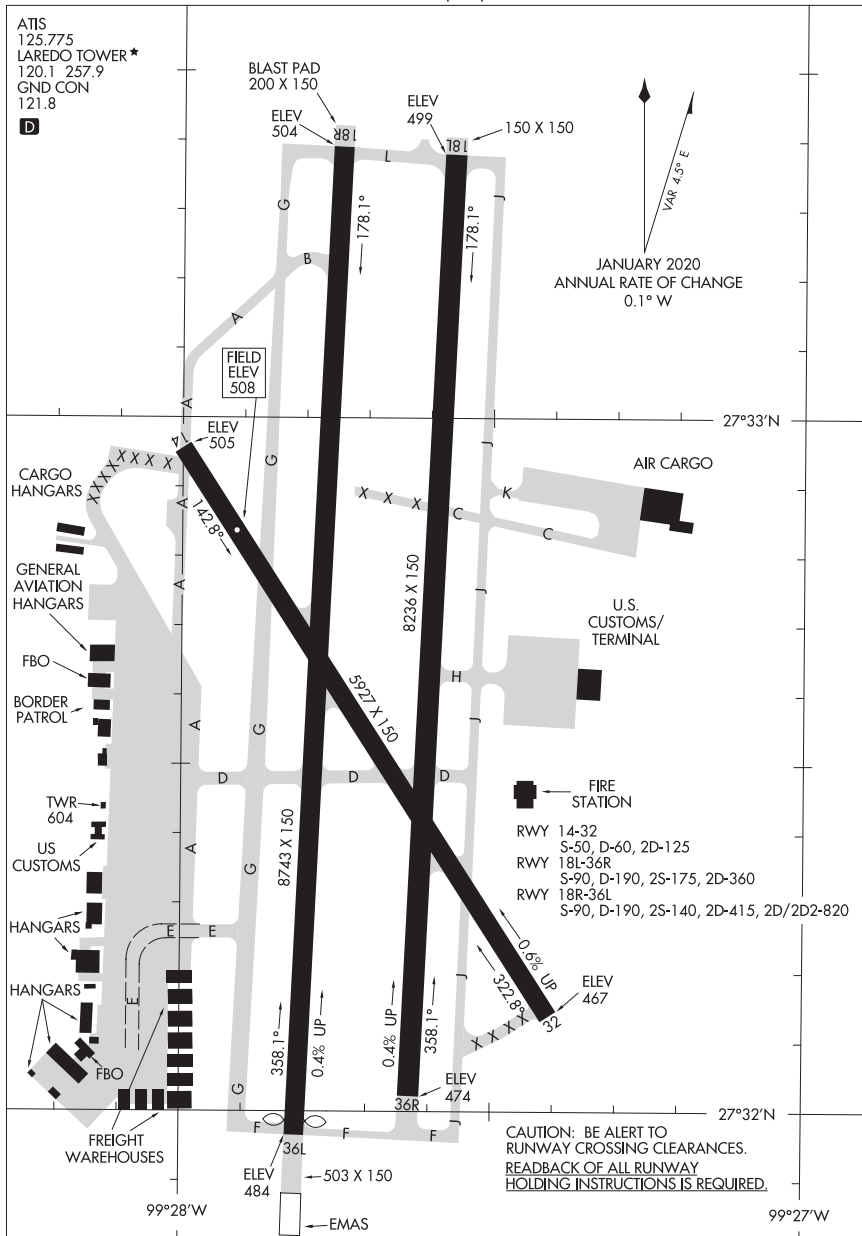 ATIS
125.775
LAREDO TOWER★
120.1 257.9
GND CON
121.8
D
BLAST PAD
200 X 150
ELEV
504
ELEV
499
150 X 150
18R
18L
L
G
J
178.1°
178.1°
VAR 4.5° E
JANUARY 2020
ANNUAL RATE OF CHANGE
0.1° W
B
A
FIELD
ELEV
508
A
27°33'N
14
ELEV
505
G
J
X X X X X X X X
CARGO
HANGARS
A
142.8°
AIR CARGO
K
X X X C
C
GENERAL
AVIATION
HANGARS
A
8236 X 150
J
U.S.
CUSTOMS/
TERMINAL
FBO
BORDER
PATROL
H
5927 X 150
A
G
J
D
D
D
TWR
604
US
CUSTOMS
A
8743 X 150
G
FIRE
STATION
RWY 14-32
S-50, D-60, 2D-125
RWY 18L-36R
S-90, D-190, 2S-175, 2D-360
RWY 18R-36L
S-90, D-190, 2S-140, 2D-415, 2D/2D2-820
HANGARS
E
E
HANGARS
E
0.6% UP
322.8°
J
ELEV
467
32
X X X X
358.1°
0.4% UP
0.4% UP
358.1°
FBO
G
ELEV
474
36R
J
27°32'N
F
F
F
36L
FREIGHT
WAREHOUSES
ELEV
484
503 X 150
EMAS
CAUTION: BE ALERT TO
RUNWAY CROSSING CLEARANCES.
READBACK OF ALL RUNWAY
HOLDING INSTRUCTIONS IS REQUIRED.
99°28'W
99°27'W